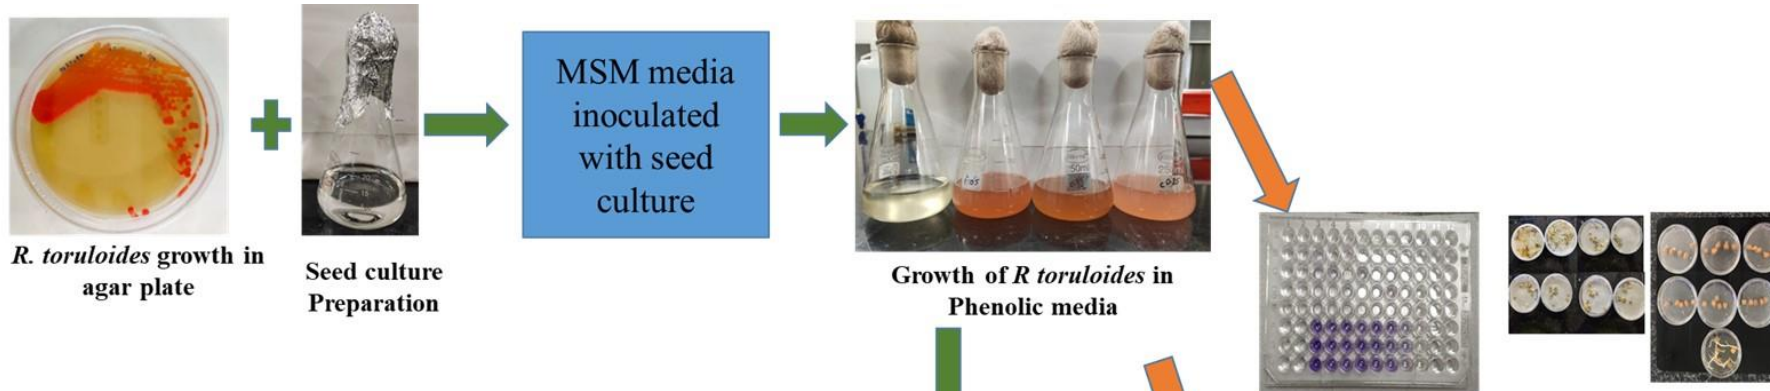 MSM media
inoculated
with seed
culture
R. toruloides growth in
agar plate
Seed culture
Preparation
Growth of R toruloides in
Phenolic media